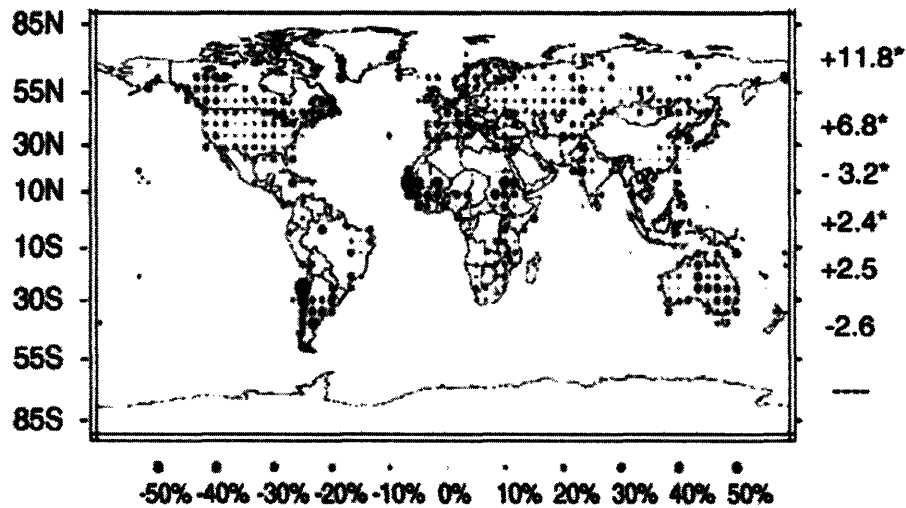 85N
+11.8*
55N
+6.8*
30N
- 3.2*
10N
+2.4*
10S
+2.5
30S
-2.6
55S
----
85S
-50% -40% -30% -20% -10% 0% 10% 20% 30% 40% 50%